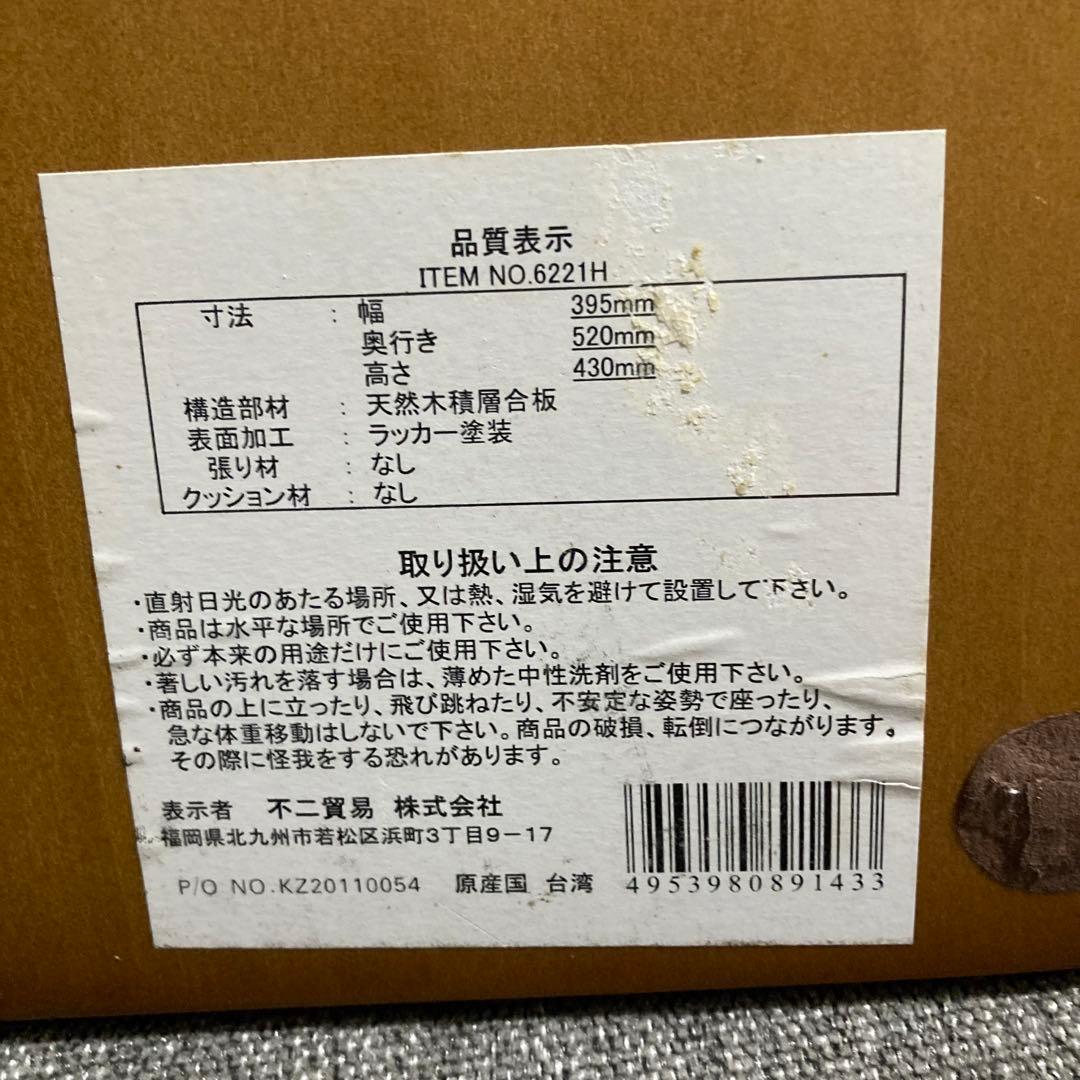 品質表示
ITEM NO.6221H
寸法 : 幅 395mm
奥行き 520mm
高さ 430mm
構造部材 : 天然木積層合板
表面加工 : ラッカー塗装
張り材 : なし
クッション材 : なし
取り扱い上の注意
・直射日光のあたる場所、又は熱、湿気を避けて設置して下さい。
・商品は水平な場所でご使用下さい。
・必ず本来の用途だけにご使用下さい。
・著しい汚れを落す場合は、薄めた中性洗剤をご使用下さい。
・商品の上に立ったり、飛び跳ねたり、不安定な姿勢で座ったり、
急な体重移動はしないで下さい。商品の破損、転倒につながります。
その際に怪我をする恐れがあります。
表示者 不二貿易 株式会社
福岡県北九州市若松区浜町3丁目9-17
P/O NO.KZ20110054 原産国 台湾
4953980891433